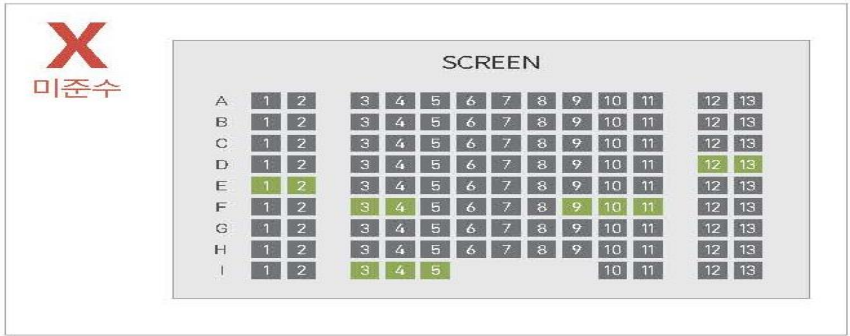 X
미준수
SCREEN
A 1 2 3 4 5 6 7 8 9 10 11 12 13
B 1 2 3 4 5 6 7 8 9 10 11 12 13
C 1 2 3 4 5 6 7 8 9 10 11 12 13
D 1 2 3 4 5 6 7 8 9 10 11 12 13
E 1 2 3 4 5 6 7 8 9 10 11 12 13
F 1 2 3 4 5 6 7 8 9 10 11 12 13
G 1 2 3 4 5 6 7 8 9 10 11 12 13
H 1 2 3 4 5 6 7 8 9 10 11 12 13
I 1 2 3 4 5 10 11 12 13